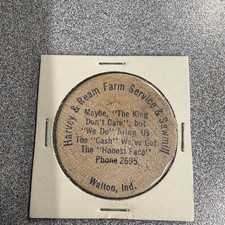 Harvey & Ream Farm Service & Sawmill
Maybe, "The King
Don't Care", but
"We Do" Bring Us
The "Cash" We've Got
The "Honest Face"
Phone 2695
Walton, Ind.